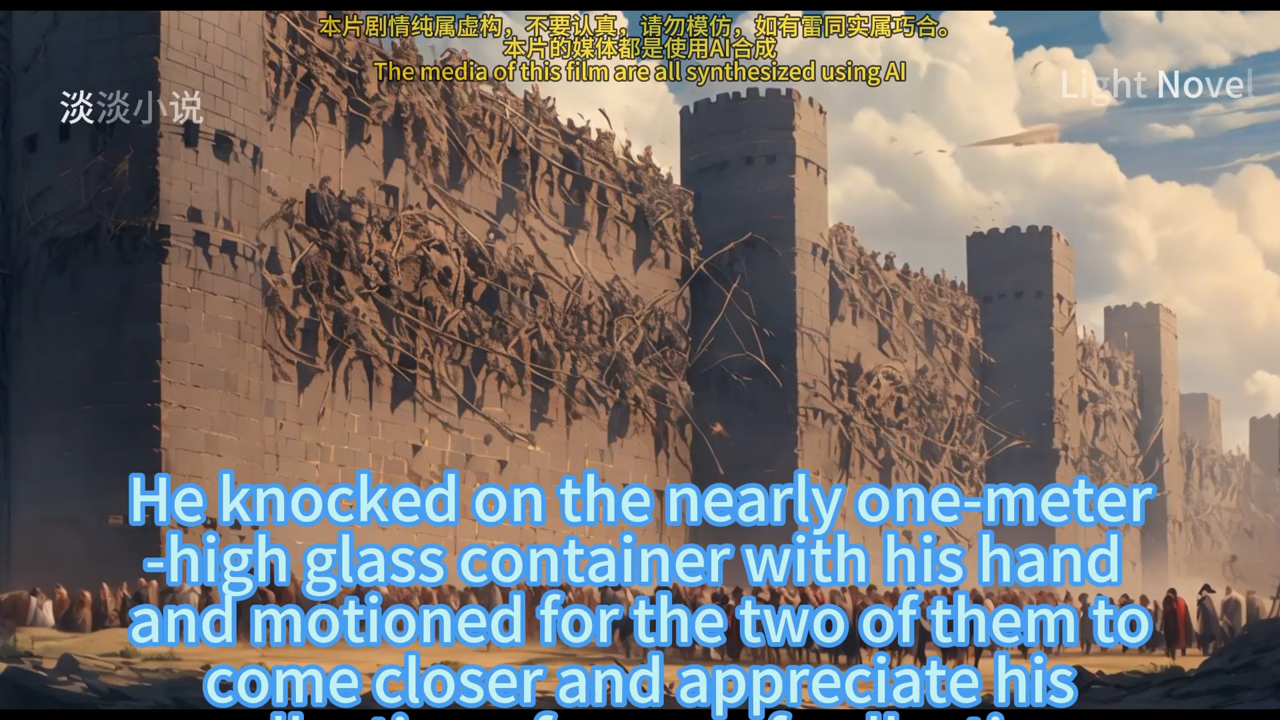 本片剧情纯属虚构，不要认真，请勿模仿，如有雷同实属巧合。
本片的媒体都是使用AI合成
The media of this film are all synthesized using AI
淡淡小说
Light Novel
He knocked on the nearly one-meter
-high glass container with his hand
and motioned for the two of them to
come closer and appreciate his